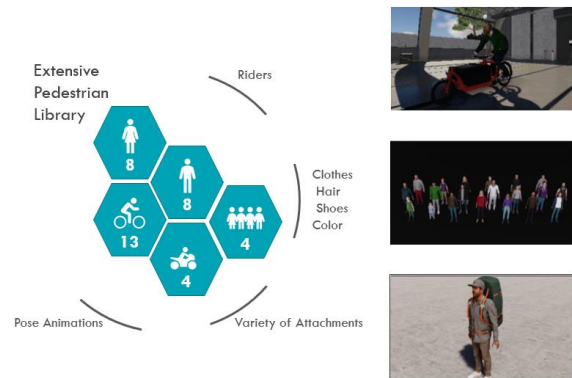 Extensive
Pedestrian
Library
Riders
8
8
13
4
4
Clothes
Hair
Shoes
Color
Pose Animations
Variety of Attachments